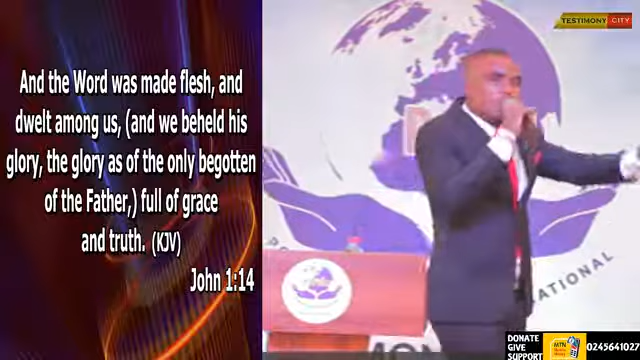 And the Word was made flesh, and
dwelt among us, (and we beheld his
glory, the glory as of the only begotten
of the Father,) full of grace
and truth. (KJV)
John 1:14
TESTIMONY CITY
NATIONAL
DONATE
GIVE
SUPPORT
MTN
0245641027